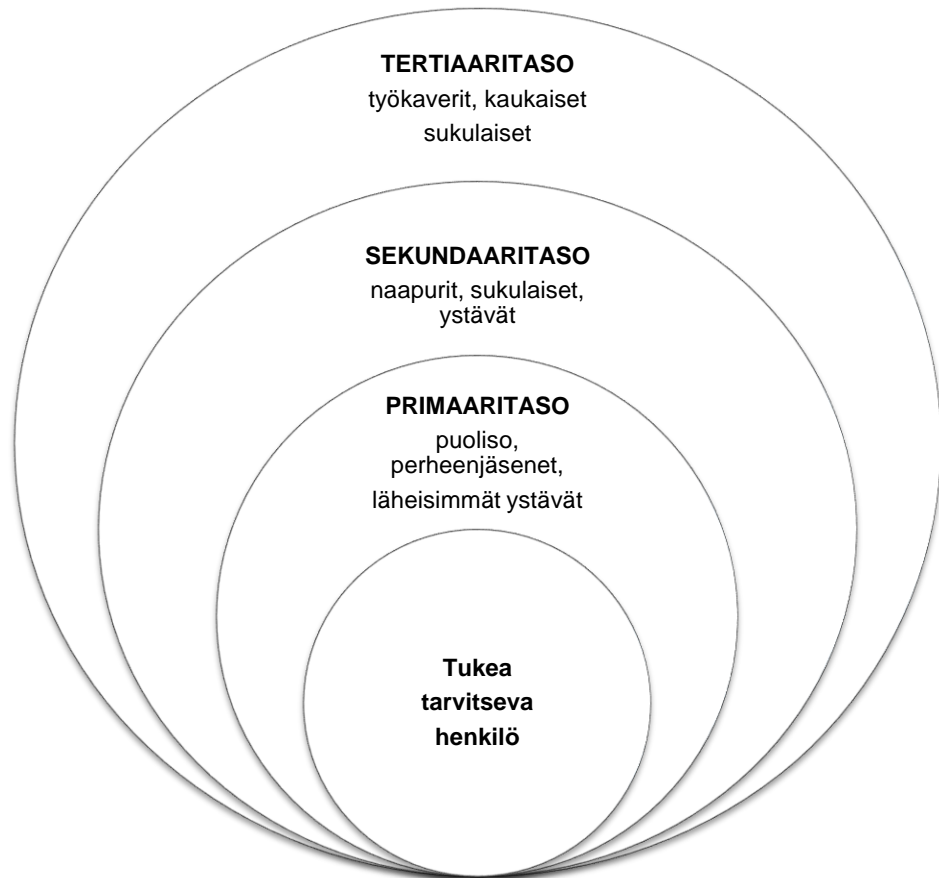 TERTIAARITASO
työkaverit, kaukaiset
sukulaiset
SEKUNDAARITASO
naapurit, sukulaiset,
ystävät
PRIMAARITASO
puoliso,
perheenjäsenet,
läheisimmät ystävät
Tukea
tarvitseva
henkilö